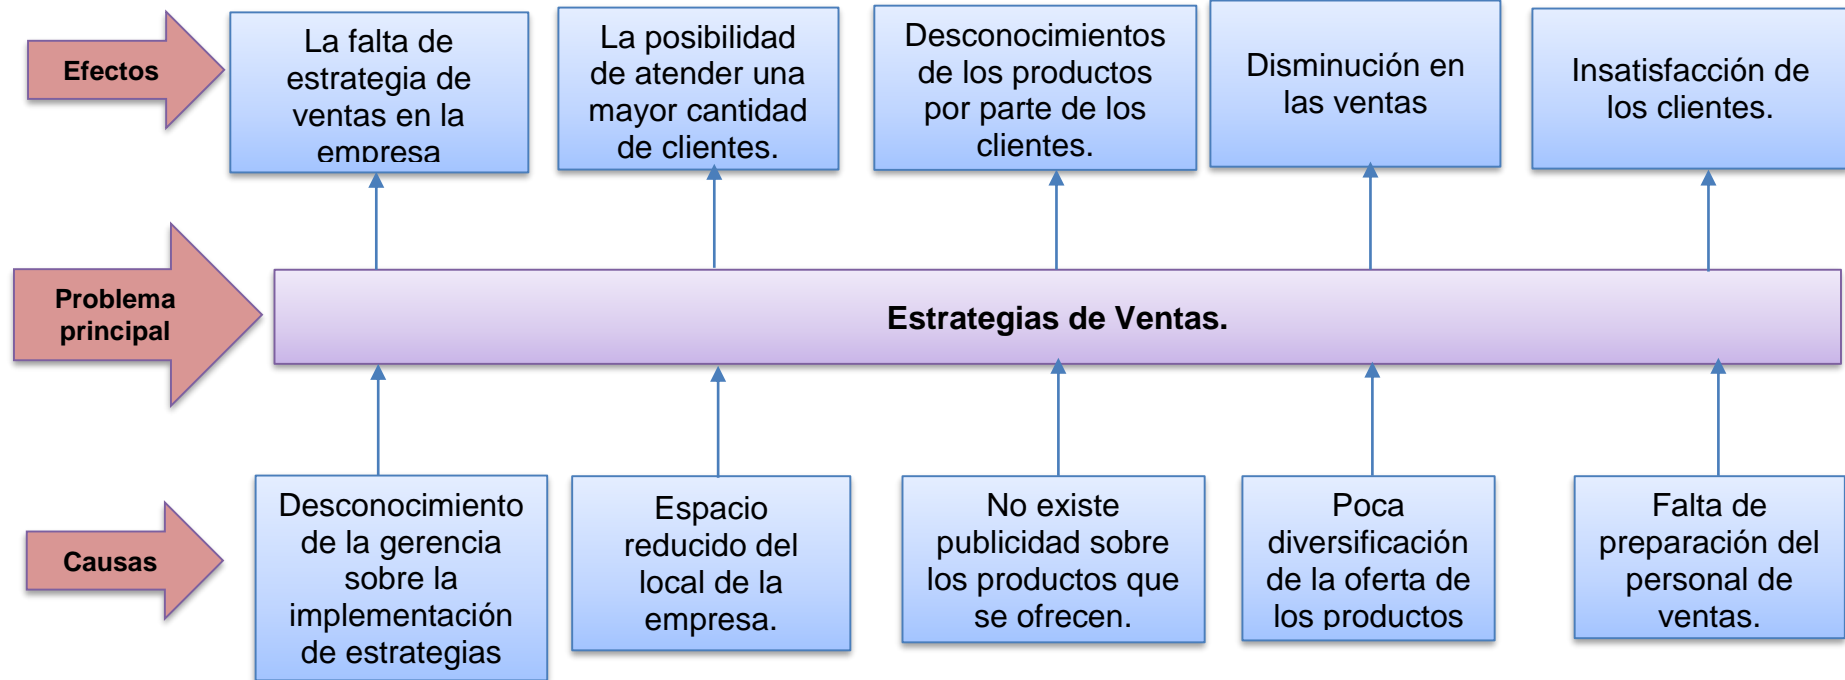 Efectos
La falta de
estrategia de
ventas en la
empresa
La posibilidad
de atender una
mayor cantidad
de clientes.
Desconocimientos
de los productos
por parte de los
clientes.
Disminución en
las ventas
Insatisfacción de
los clientes.
Problema
principal
Estrategias de Ventas.
Causas
Desconocimiento
de la gerencia
sobre la
implementación
de estrategias
Espacio
reducido del
local de la
empresa.
No existe
publicidad sobre
los productos que
se ofrecen.
Poca
diversificación
de la oferta de
los productos
Falta de
preparación del
personal de
ventas.